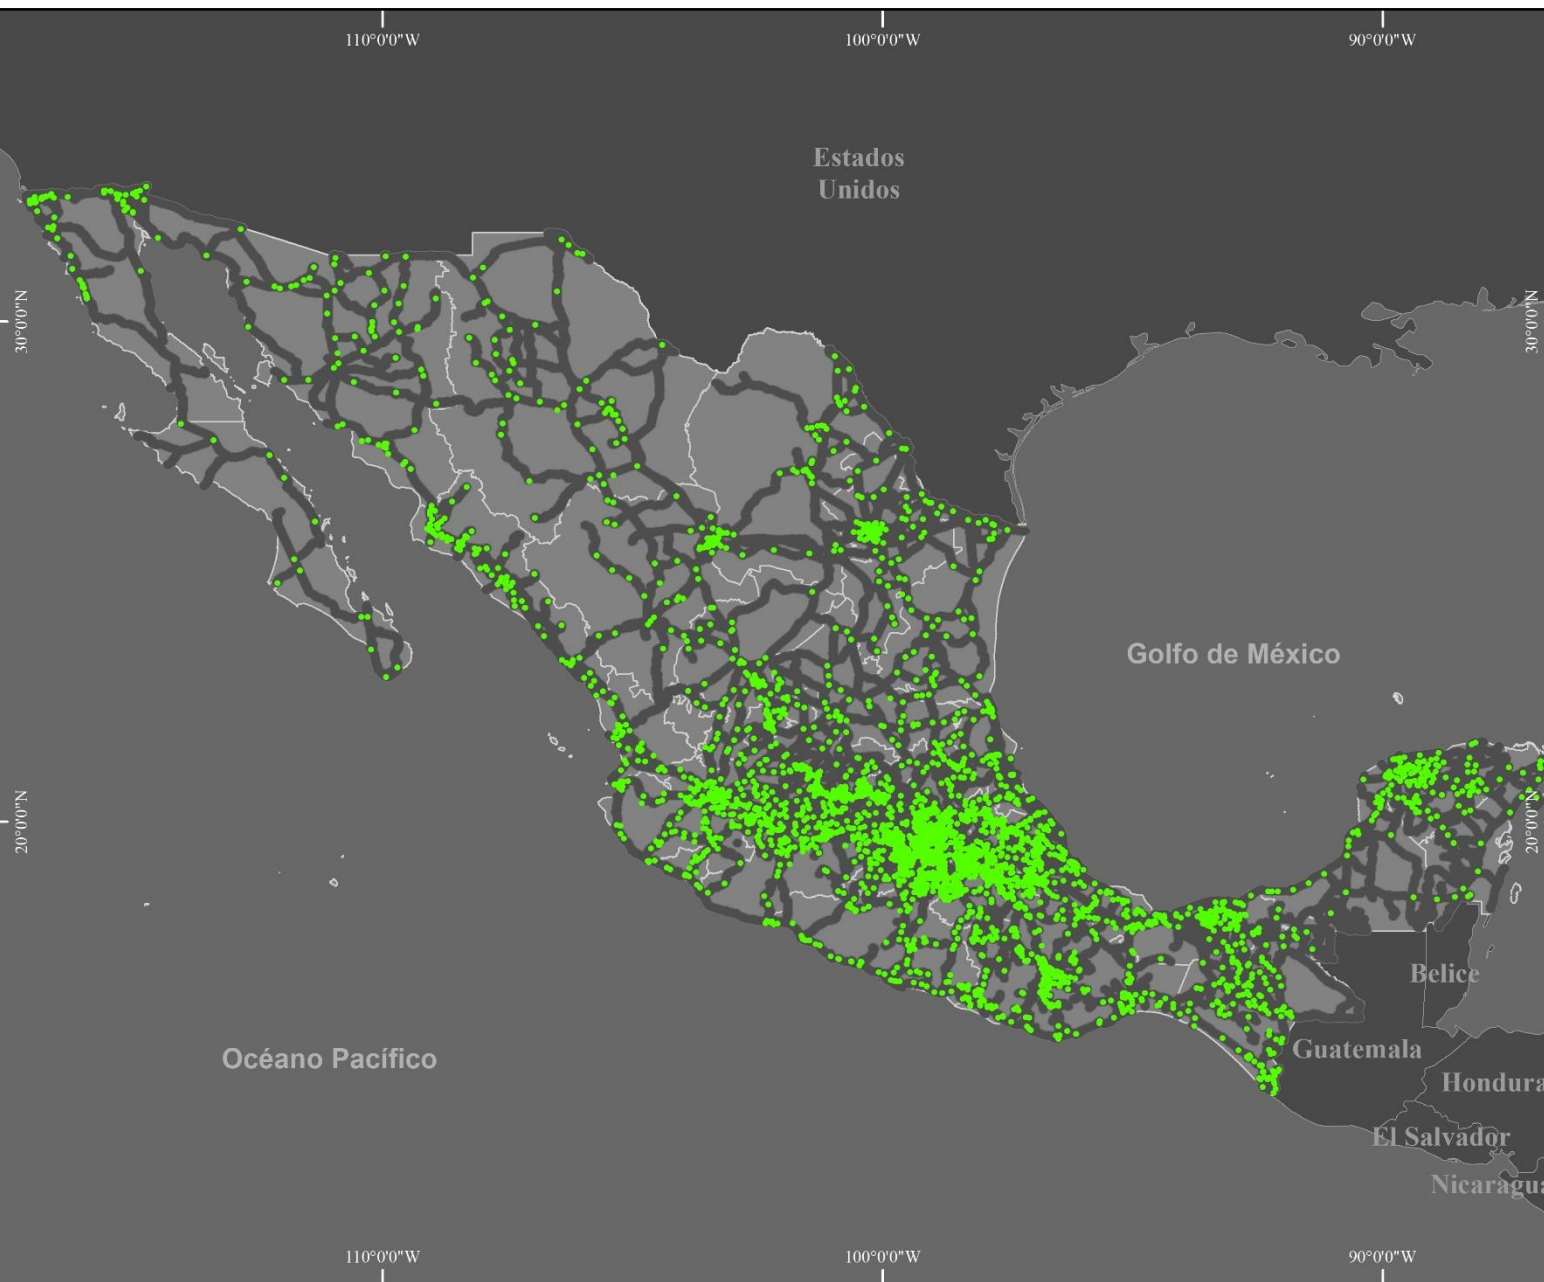 110°0'0"W
100°0'0"W
90°0'0"W
Estados
Unidos
30°0'0"N
30°0'0"N
Golfo de México
20°0'0"N
20°0'0"N
Belice
Océano Pacífico
Guatemala
Hondura
El Salvador
Nicaragua
110°0'0"W
100°0'0"W
90°0'0"W